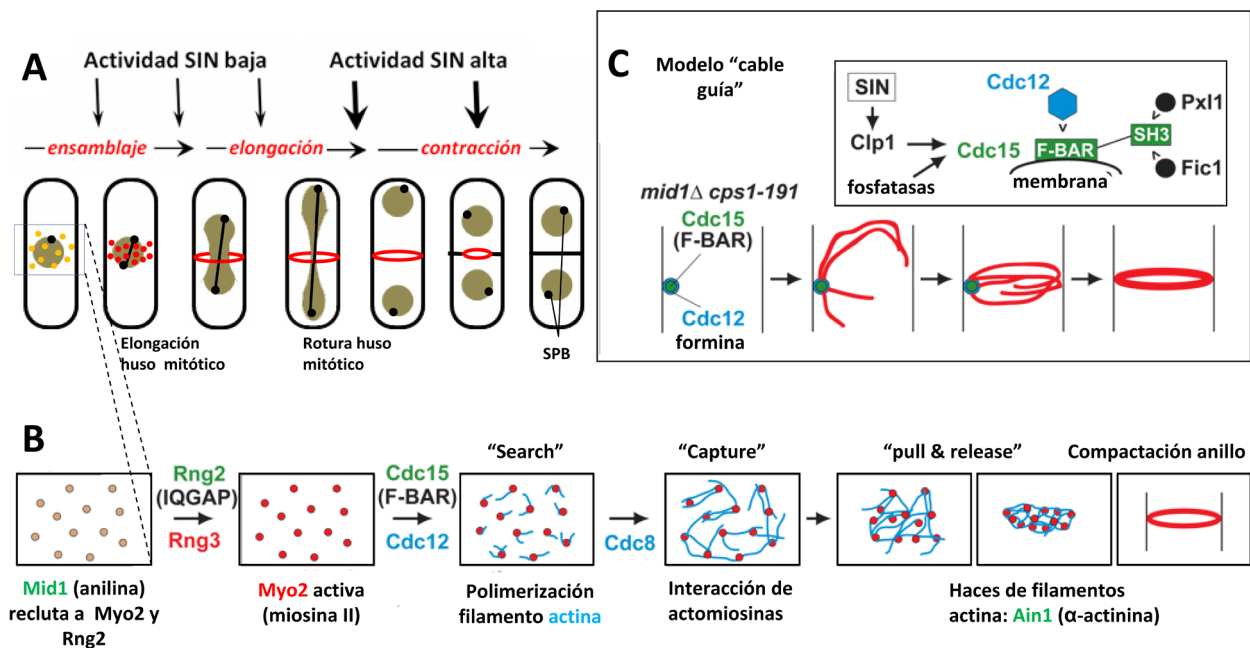 A
Actividad SIN baja
Actividad SIN alta
ensamblaje
elongación
contracción
Elongación
huso mitótico
Rotura huso
mitótico
SPB
C
Modelo “cable
guía”
SIN
Clp1
fosfatasas
Cdc15
Cdc12
F-BAR
membrana
SH3
Pxl1
Fic1
mid1Δ cps1-191
Cdc15
(F-BAR)
Cdc12
formina
B
Mid1 (anilina)
recluta a Myo2 y
Rng2
Rng2
(IQGAP)
Rng3
Myo2 activa
(miosina II)
Cdc15
(F-BAR)
Cdc12
“Search”
Polimerización
filamento actina
Cdc8
“Capture”
Interacción de
actomiosinas
“pull & release”
Compactación anillo
Haces de filamentos
actina: Ain1 (α-actinina)